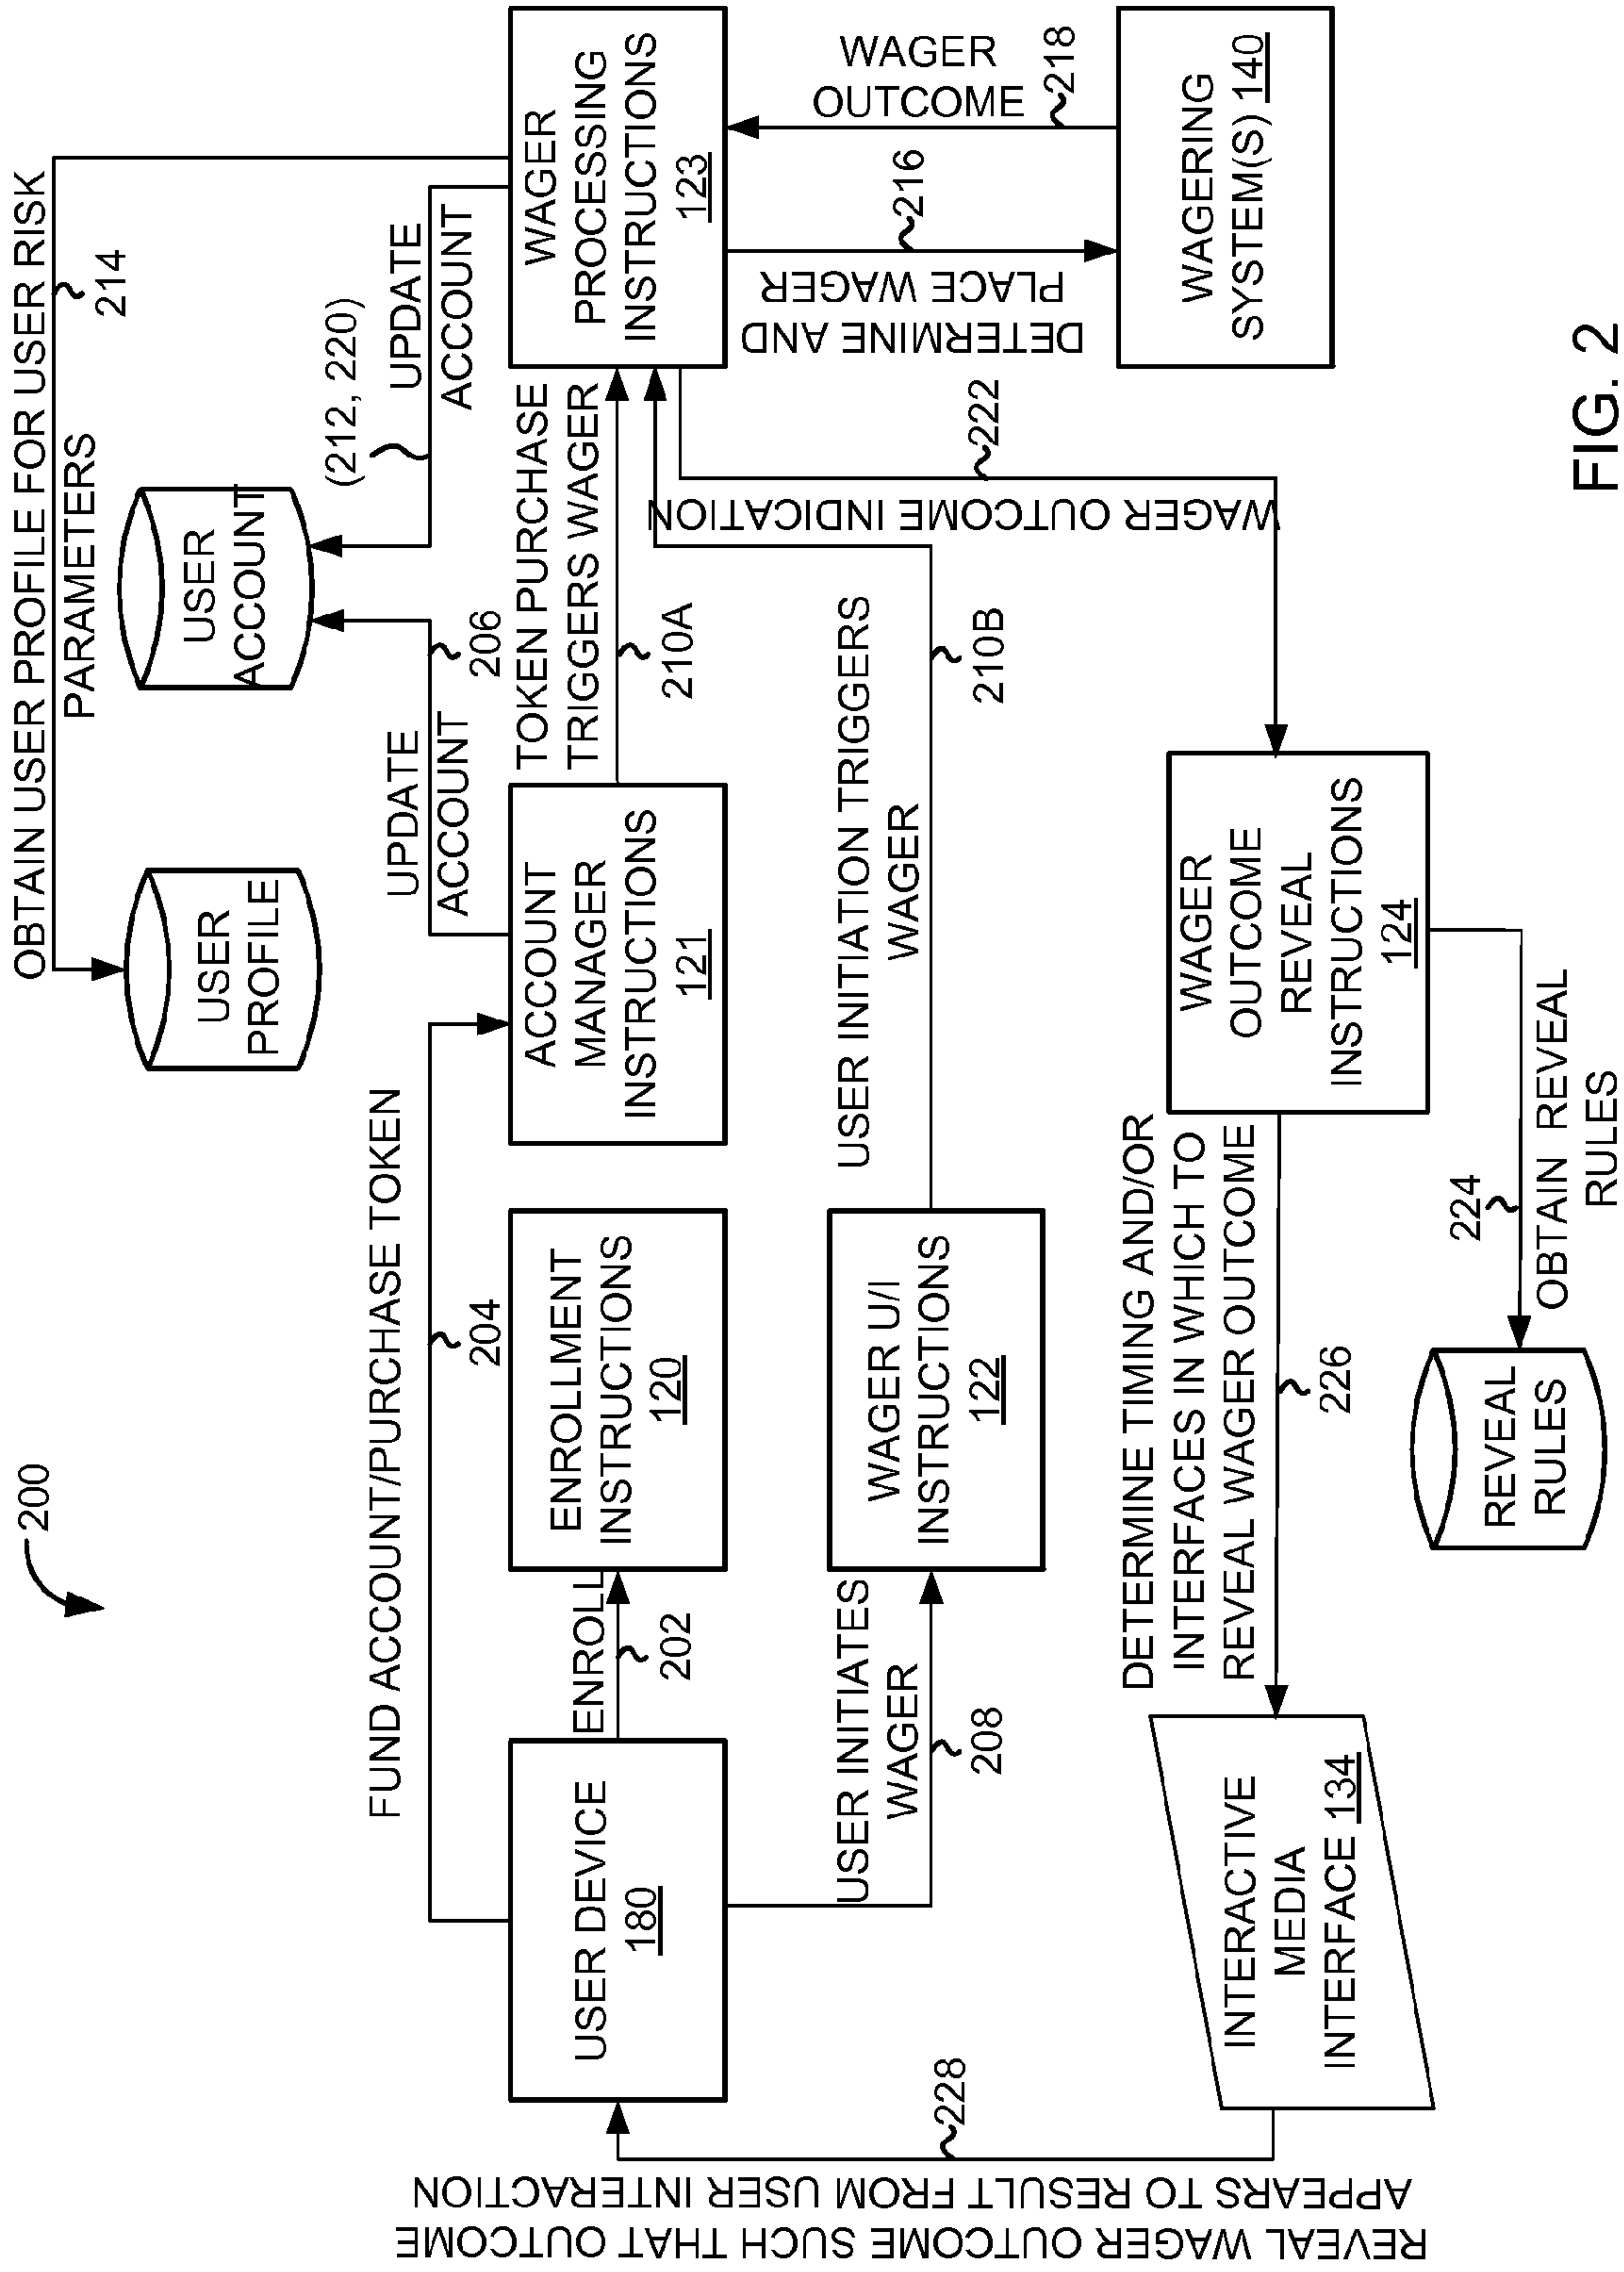 200
OBTAIN USER PROFILE FOR USER RISK
PARAMETERS
214
USER
PROFILE
USER
ACCOUNT
(212, 220)
UPDATE
ACCOUNT
UPDATE
ACCOUNT
206
FUND ACCOUNT/PURCHASE TOKEN
204
USER DEVICE
180
ENROLL
202
ENROLLMENT
INSTRUCTIONS
120
ACCOUNT
MANAGER
INSTRUCTIONS
121
TOKEN PURCHASE
TRIGGERS WAGER
210A
WAGER
PROCESSING
INSTRUCTIONS
123
USER INITIATES
WAGER
208
WAGER U/I
INSTRUCTIONS
122
USER INITIATION TRIGGERS
WAGER
210B
DETERMINE AND
PLACE WAGER
216
WAGER
OUTCOME
218
WAGERING
SYSTEM(S) 140
WAGER OUTCOME INDICATION
222
WAGER
OUTCOME
REVEAL
INSTRUCTIONS
124
DETERMINE TIMING AND/OR
INTERFACES IN WHICH TO
REVEAL WAGER OUTCOME
226
224
OBTAIN REVEAL
RULES
REVEAL
RULES
INTERACTIVE
MEDIA
INTERFACE 134
REVEAL WAGER OUTCOME SUCH THAT OUTCOME
APPEARS TO RESULT FROM USER INTERACTION
228
FIG. 2